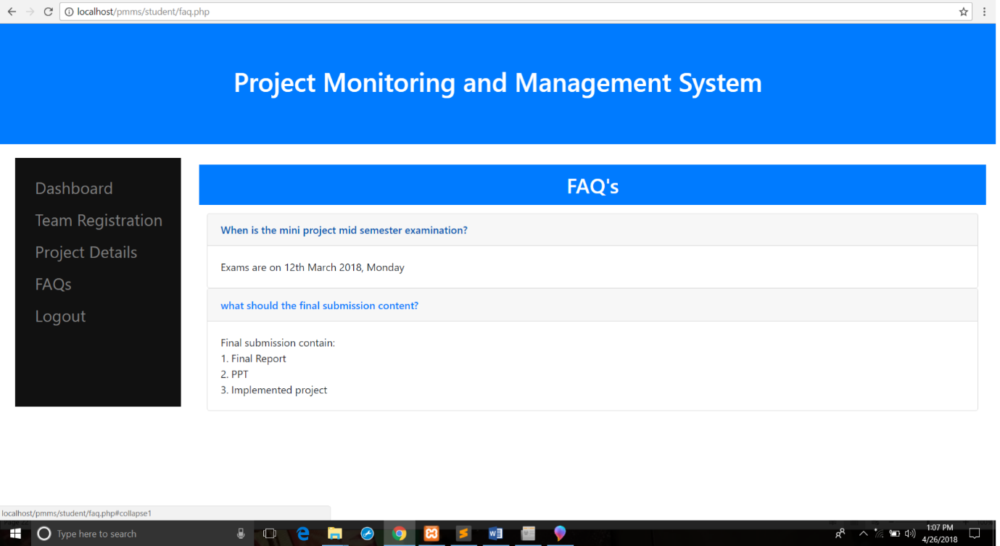 localhost/pmms/student/faq.php
Project Monitoring and Management System
Dashboard
Team Registration
Project Details
FAQs
Logout
FAQ's
When is the mini project mid semester examination?
Exams are on 12th March 2018, Monday
what should the final submission content?
Final submission contain:
1. Final Report
2. PPT
3. Implemented project
localhost/pmms/student/faq.php#collapse1
Page 22
Type here to search
1:07 PM
4/26/2018